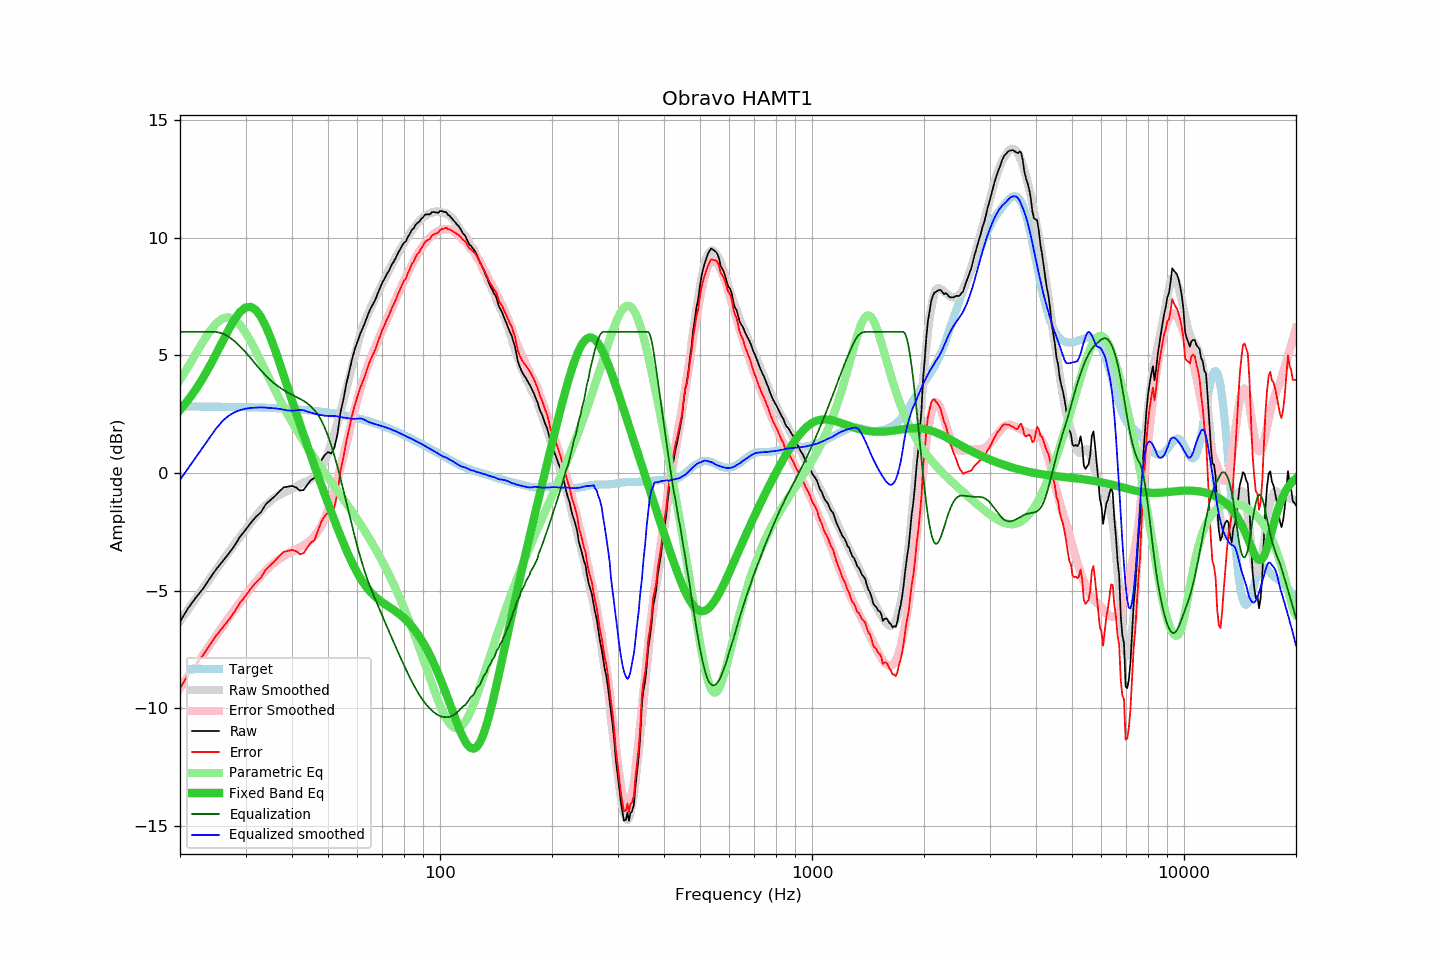 Obravo HAMT1
15
10
5
0
−5
−10
−15
Amplitude (dBr)
Target
Raw Smoothed
Error Smoothed
Raw
Error
Parametric Eq
Fixed Band Eq
Equalization
Equalized smoothed
100
1000
10000
Frequency (Hz)